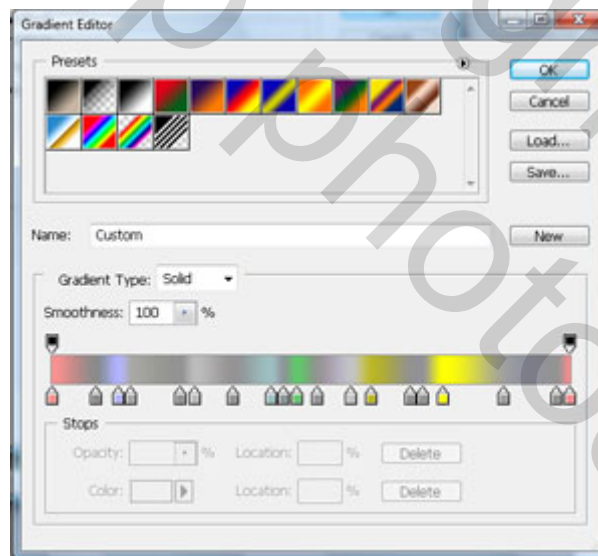 Gradient Editor
Presets
OK
Cancel
Load...
Save...
Name: Custom
New
Gradient Type: Solid
Smoothness: 100 %
Stops
Opacity: % Location: % Delete
Color: Location: % Delete